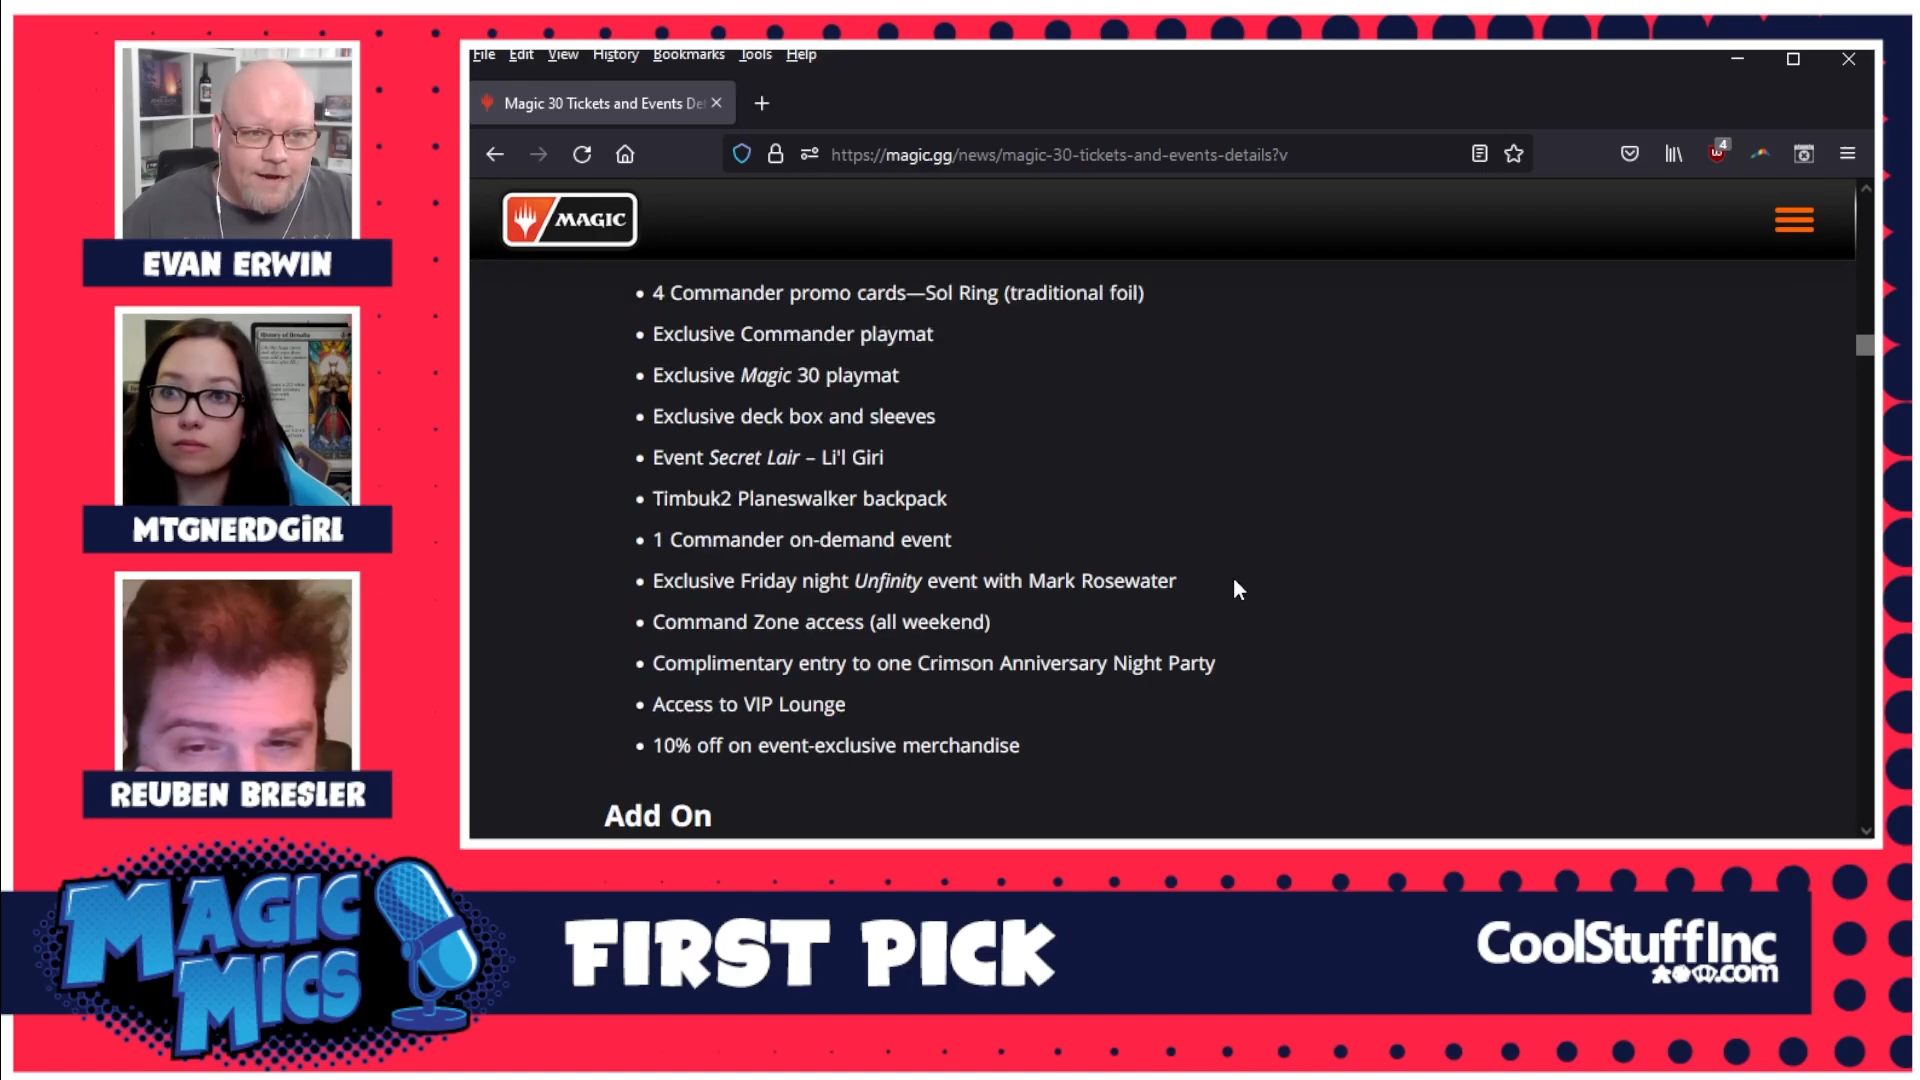 File Edit View History Bookmarks Tools Help
Magic 30 Tickets and Events De
https://magic.gg/news/magic-30-tickets-and-events-details?v
4
MAGIC
• 4 Commander promo cards—Sol Ring (traditional foil)
• Exclusive Commander playmat
• Exclusive Magic 30 playmat
• Exclusive deck box and sleeves
• Event Secret Lair – Li'l Giri
• Timbuk2 Planeswalker backpack
• 1 Commander on-demand event
• Exclusive Friday night Unfinity event with Mark Rosewater
• Command Zone access (all weekend)
• Complimentary entry to one Crimson Anniversary Night Party
• Access to VIP Lounge
• 10% off on event-exclusive merchandise
Add On
EVAN ERWIN
History of Benalia
MTGNERDGIRL
REUBEN BRESLER
MAGIC
MICS
FIRST PICK
CoolStuffInc
.com